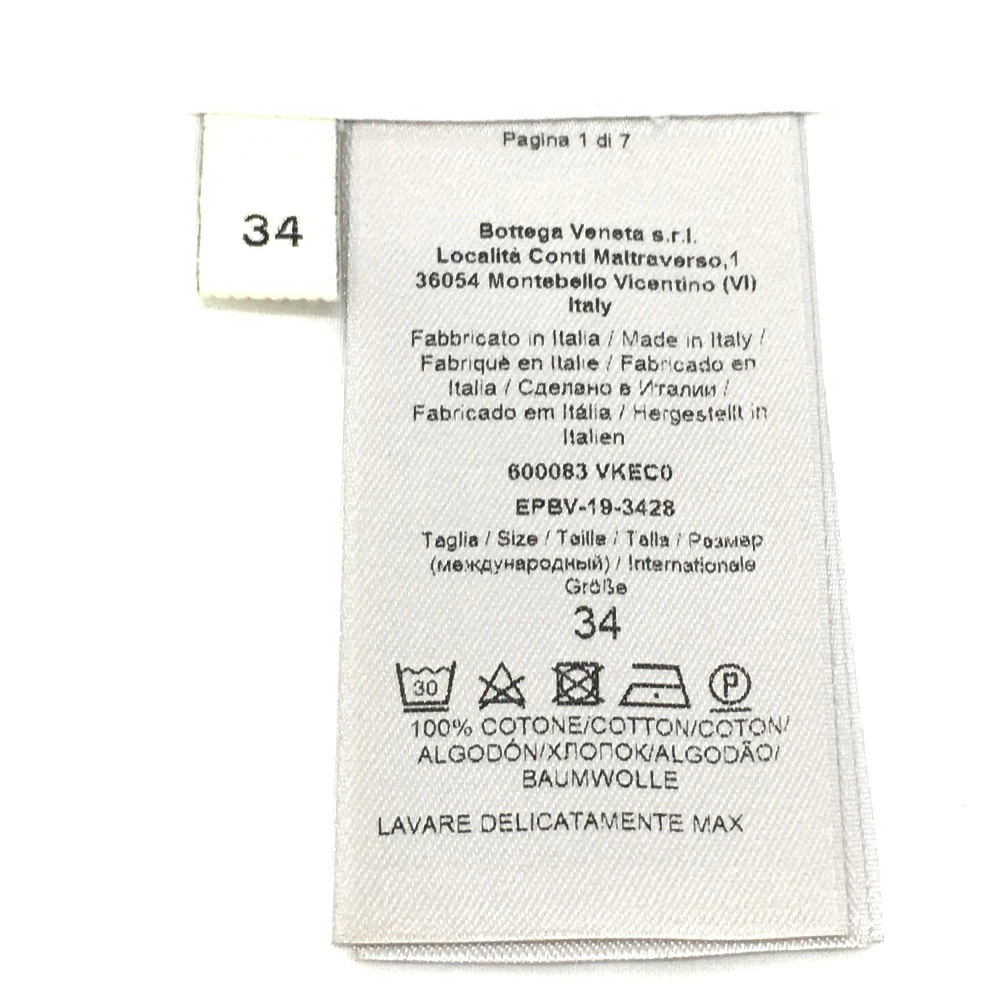 34
Pagina 1 di 7
Bottega Veneta s.r.l.
Località Conti Maltraverso,1
36054 Montebello Vicentino (VI)
Italy
Fabbricato in Italia / Made in Italy /
Fabriqué en Italie / Fabricado en
Italia / Сделано в Италии /
Fabricado em Itália / Hergestellt in
Italien
600083 VKEC0
EPBV-19-3428
Taglia / Size / Taille / Talla / Размер
(международный) / Internationale
Größe
34
30 P
100% COTONE/COTTON/COTON/
ALGODÓN/ХЛОПОК/ALGODÃO/
BAUMWOLLE
LAVARE DELICATAMENTE MAX